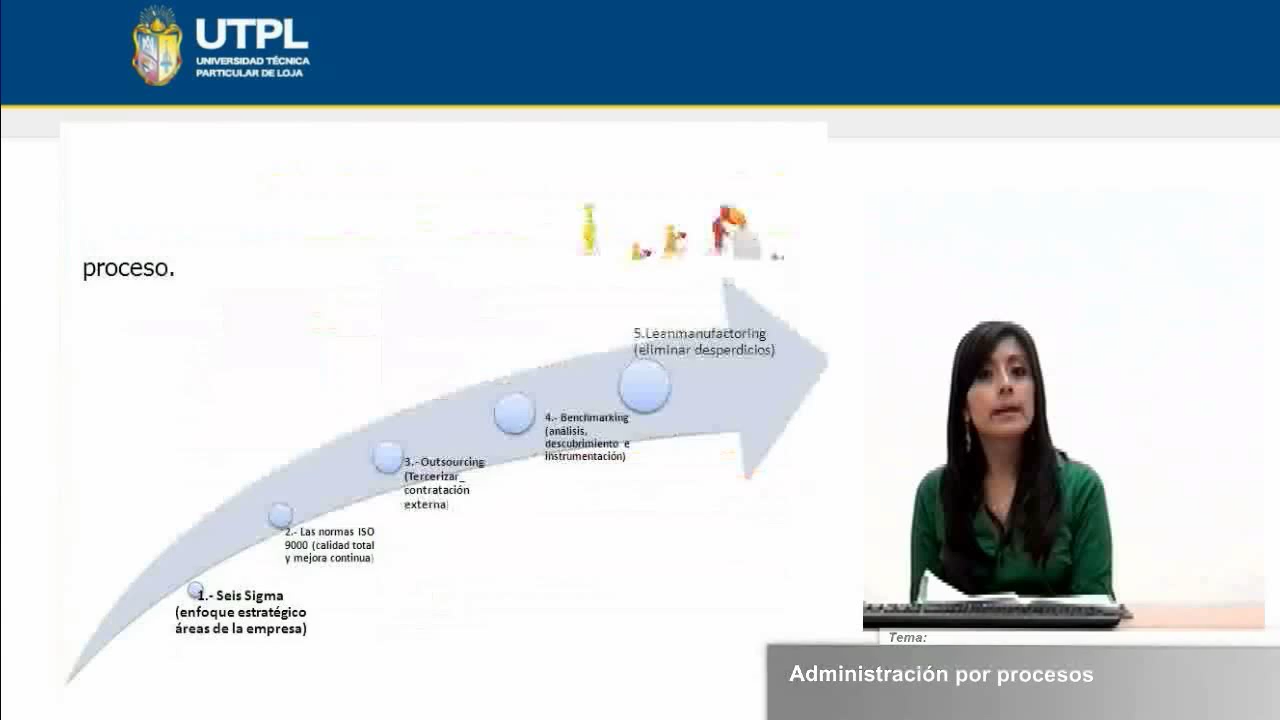 UTPL
UNIVERSIDAD TÉCNICA
PARTICULAR DE LOJA
proceso.
5.Leanmanufactoring
(eliminar desperdicios)
4.- Benchmarking
(análisis,
descubrimiento e
instrumentación)
3.- Outsourcing
(Tercerizar_
contratación
externa)
2.- Las normas ISO
9000 (calidad total
y mejora continua)
1.- Seis Sigma
(enfoque estratégico
áreas de la empresa)
Tema:
Administración por procesos